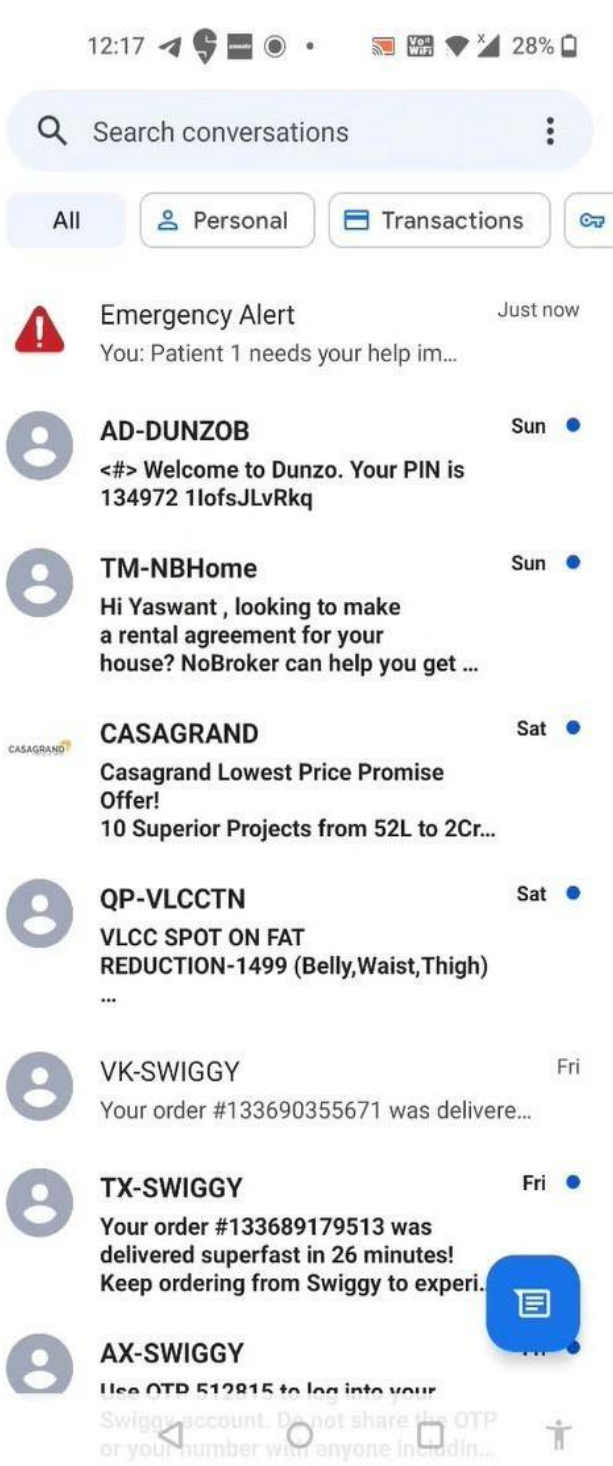 12:17
Vo))
WiFi
X
28%
Search conversations
All
Personal
Transactions
Emergency Alert
Just now
You: Patient 1 needs your help im...
AD-DUNZOB
Sun
<#> Welcome to Dunzo. Your PIN is
134972 1IofsJLvRkq
TM-NBHome
Sun
Hi Yaswant , looking to make
a rental agreement for your
house? NoBroker can help you get ...
CASAGRAND
CASAGRAND
Sat
Casagrand Lowest Price Promise
Offer!
10 Superior Projects from 52L to 2Cr...
QP-VLCCTN
Sat
VLCC SPOT ON FAT
REDUCTION-1499 (Belly,Waist,Thigh)
...
VK-SWIGGY
Fri
Your order #133690355671 was delivere...
TX-SWIGGY
Fri
Your order #133689179513 was
delivered superfast in 26 minutes!
Keep ordering from Swiggy to experi...
AX-SWIGGY
Fri
Use OTP 512815 to log into your
Swiggy account. Do not share the OTP
or your number with anyone includin...